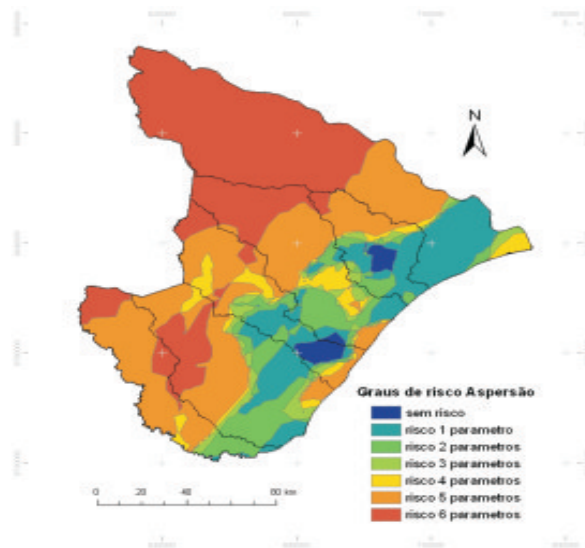 N
Graus de risco Aspersão
sem risco
risco 1 parametro
risco 2 parametros
risco 3 parametros
risco 4 parametros
risco 5 parametros
risco 6 parametros
0 20 40 80 km